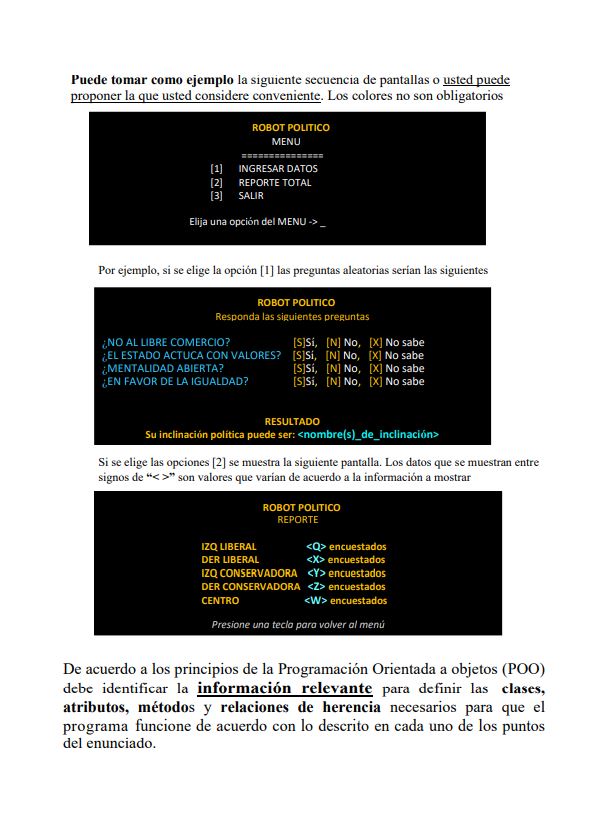 Puede tomar como ejemplo la siguiente secuencia de pantallas o usted puede
proponer la que usted considere conveniente. Los colores no son obligatorios
ROBOT POLITICO
MENU
===============
[1] INGRESAR DATOS
[2] REPORTE TOTAL
[3] SALIR
Elija una opción del MENU -> _
Por ejemplo, si se elige la opción [1] las preguntas aleatorias serían las siguientes
ROBOT POLITICO
Responda las siguientes preguntas
¿NO AL LIBRE COMERCIO? [S]Sí, [N] No, [X] No sabe
¿EL ESTADO ACTUCA CON VALORES? [S]Sí, [N] No, [X] No sabe
¿MENTALIDAD ABIERTA? [S]Sí, [N] No, [X] No sabe
¿EN FAVOR DE LA IGUALDAD? [S]Sí, [N] No, [X] No sabe
RESULTADO
Su inclinación política puede ser: <nombre(s)_de_inclinación>
Si se elige las opciones [2] se muestra la siguiente pantalla. Los datos que se muestran entre
signos de “< >” son valores que varían de acuerdo a la información a mostrar
ROBOT POLITICO
REPORTE
IZQ LIBERAL <Q> encuestados
DER LIBERAL <X> encuestados
IZQ CONSERVADORA <Y> encuestados
DER CONSERVADORA <Z> encuestados
CENTRO <W> encuestados
Presione una tecla para volver al menú
De acuerdo a los principios de la Programación Orientada a objetos (POO)
debe identificar la información relevante para definir las clases,
atributos, métodos y relaciones de herencia necesarios para que el
programa funcione de acuerdo con lo descrito en cada uno de los puntos
del enunciado.